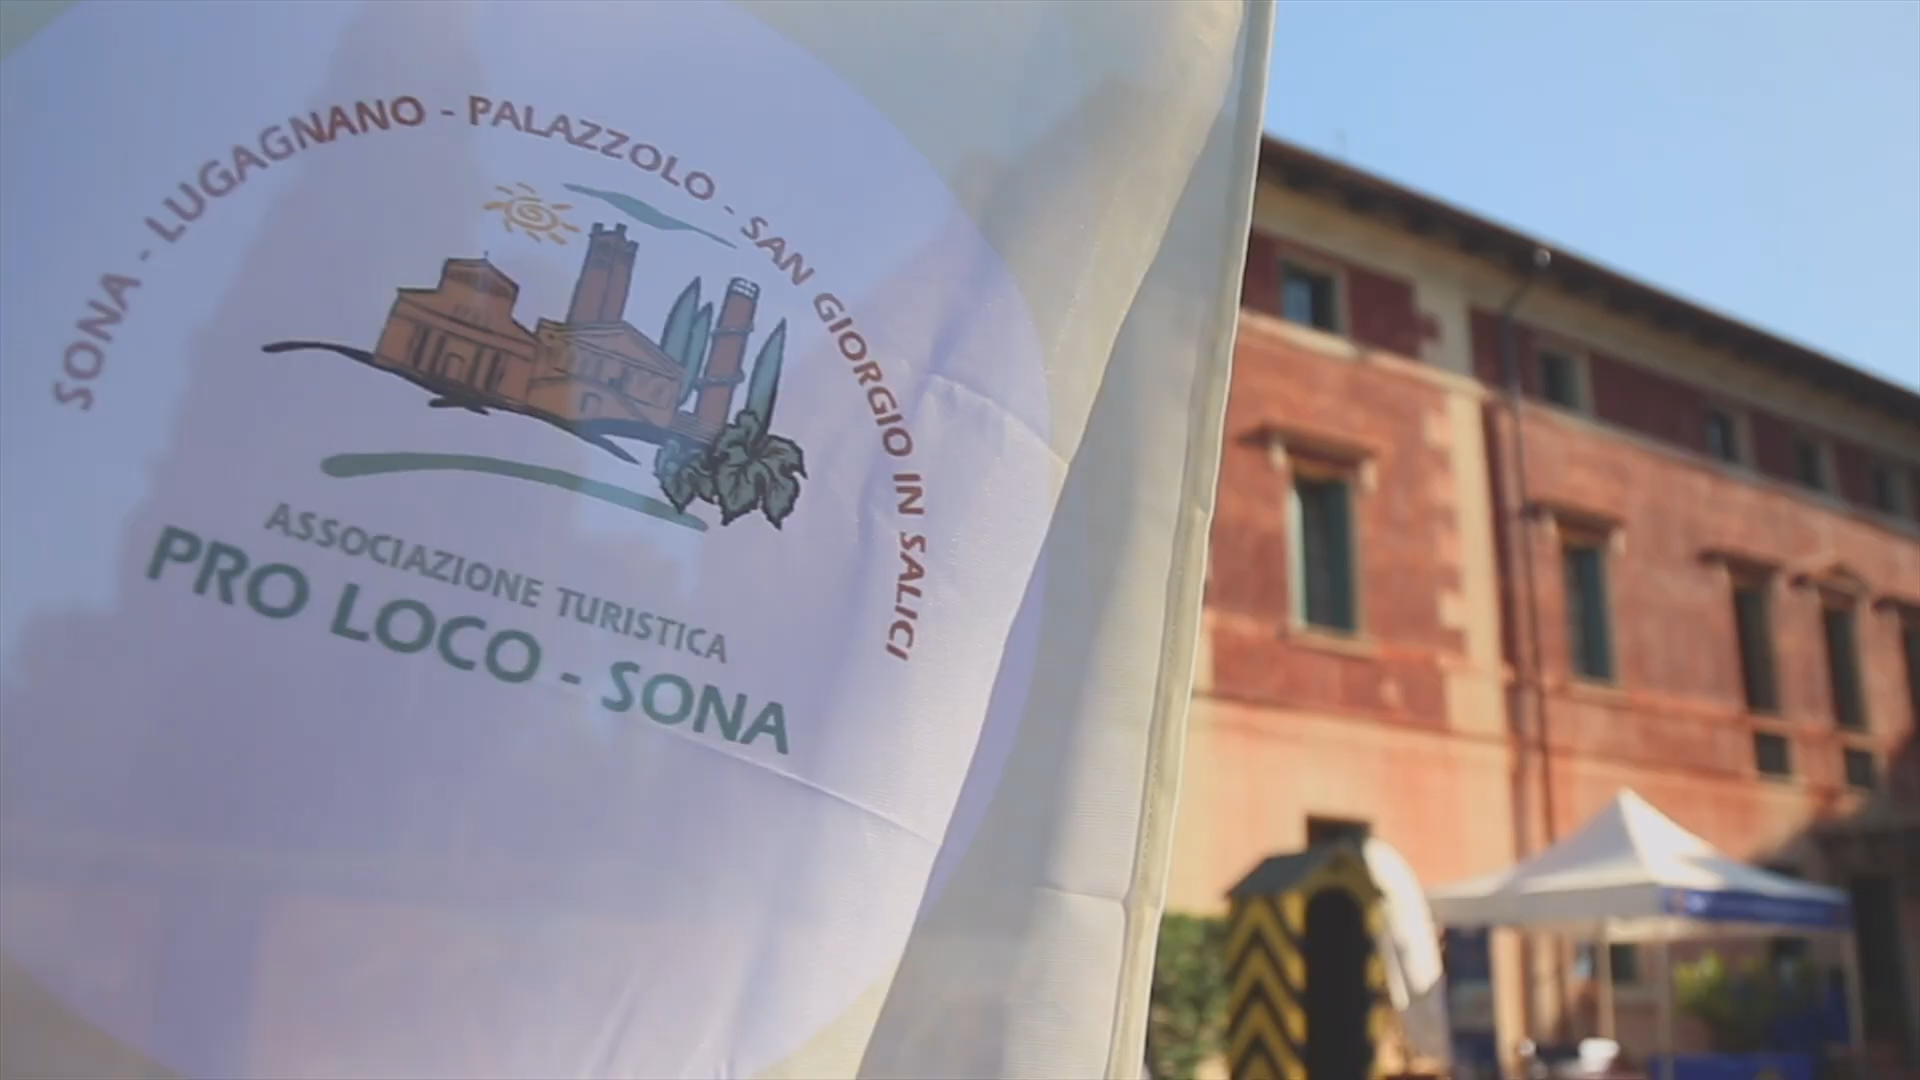 SONA - LUGAGNANO - PALAZZOLO - SAN GIORGIO IN SALICI
ASSOCIAZIONE TURISTICA
PRO LOCO - SONA